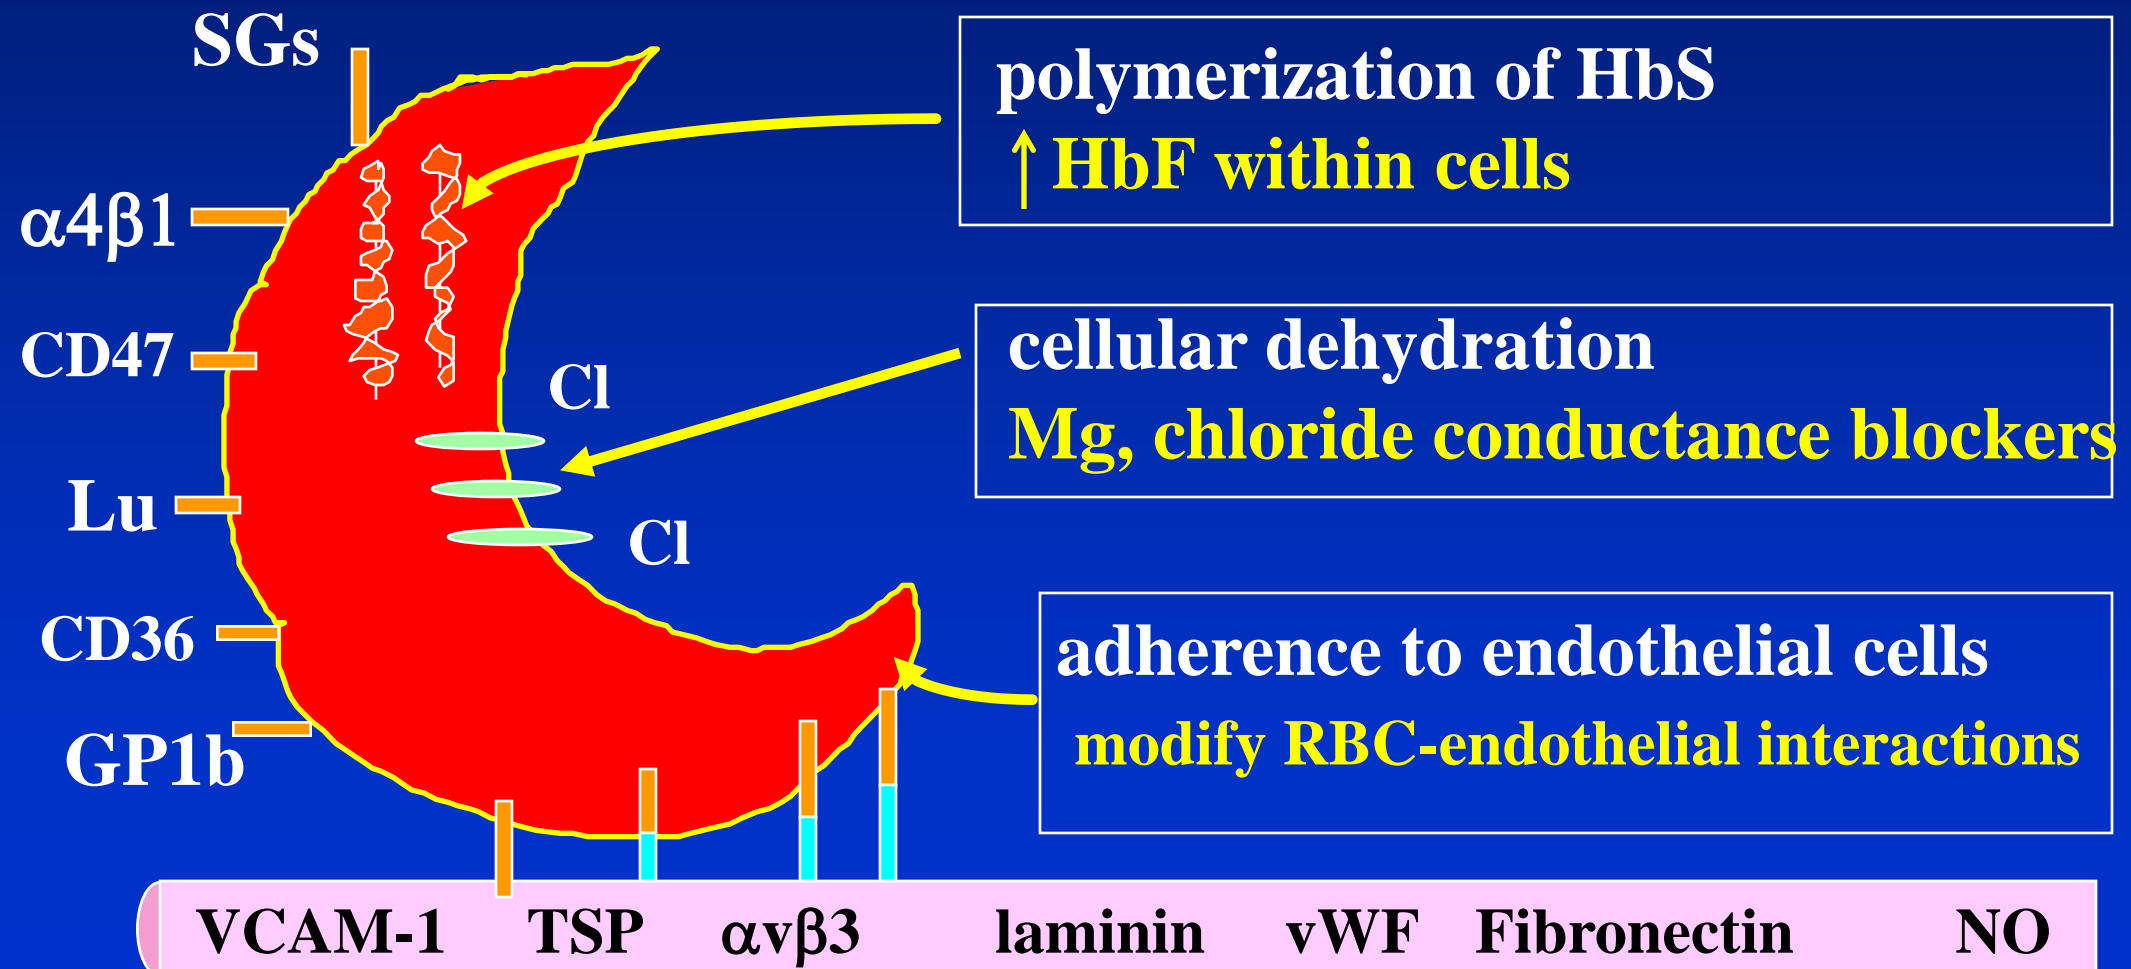 SGs
α4β1
CD47
Lu
CD36
GP1b
Cl
Cl
polymerization of HbS
↑ HbF within cells
cellular dehydration
Mg, chloride conductance blockers
adherence to endothelial cells
modify RBC-endothelial interactions
VCAM-1 TSP αvβ3 laminin vWF Fibronectin NO